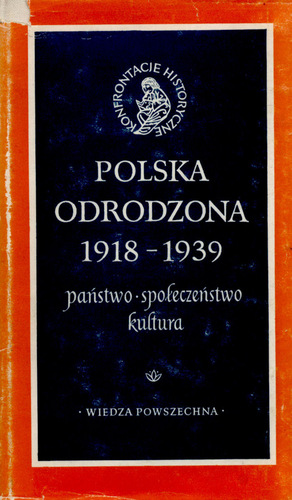 KONFRONTACJE HISTORYCZNE
POLSKA
ODRODZONA
1918 – 1939
państwo · społeczeństwo
kultura
· WIEDZA POWSZECHNA ·